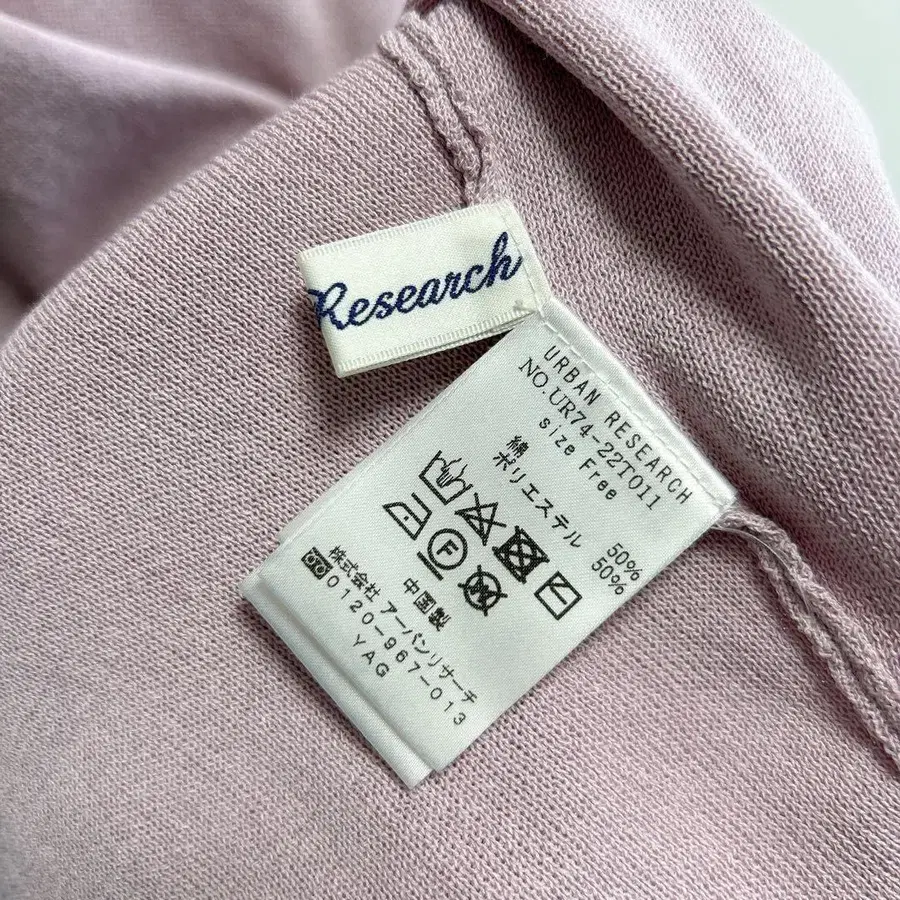 Research
URBAN RESEARCH
NO.UR74-22T011
size Free
綿 50%
ポリエステル 50%
中国製
株式会社 アーバンリサーチ
0120-967-013
YAG